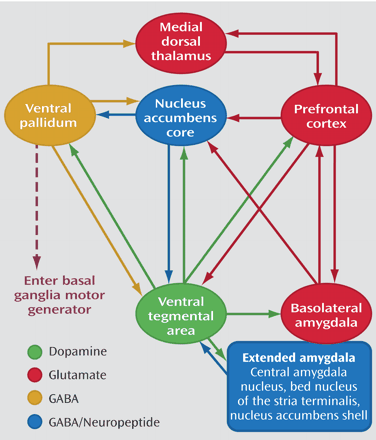 Medial
dorsal
thalamus
Ventral
pallidum
Nucleus
accumbens
core
Prefrontal
cortex
Enter basal
ganglia motor
generator
Ventral
tegmental
area
Basolateral
amygdala
Extended amygdala
Central amygdala
nucleus, bed nucleus
of the stria terminalis,
nucleus accumbens shell
Dopamine
Glutamate
GABA
GABA/Neuropeptide